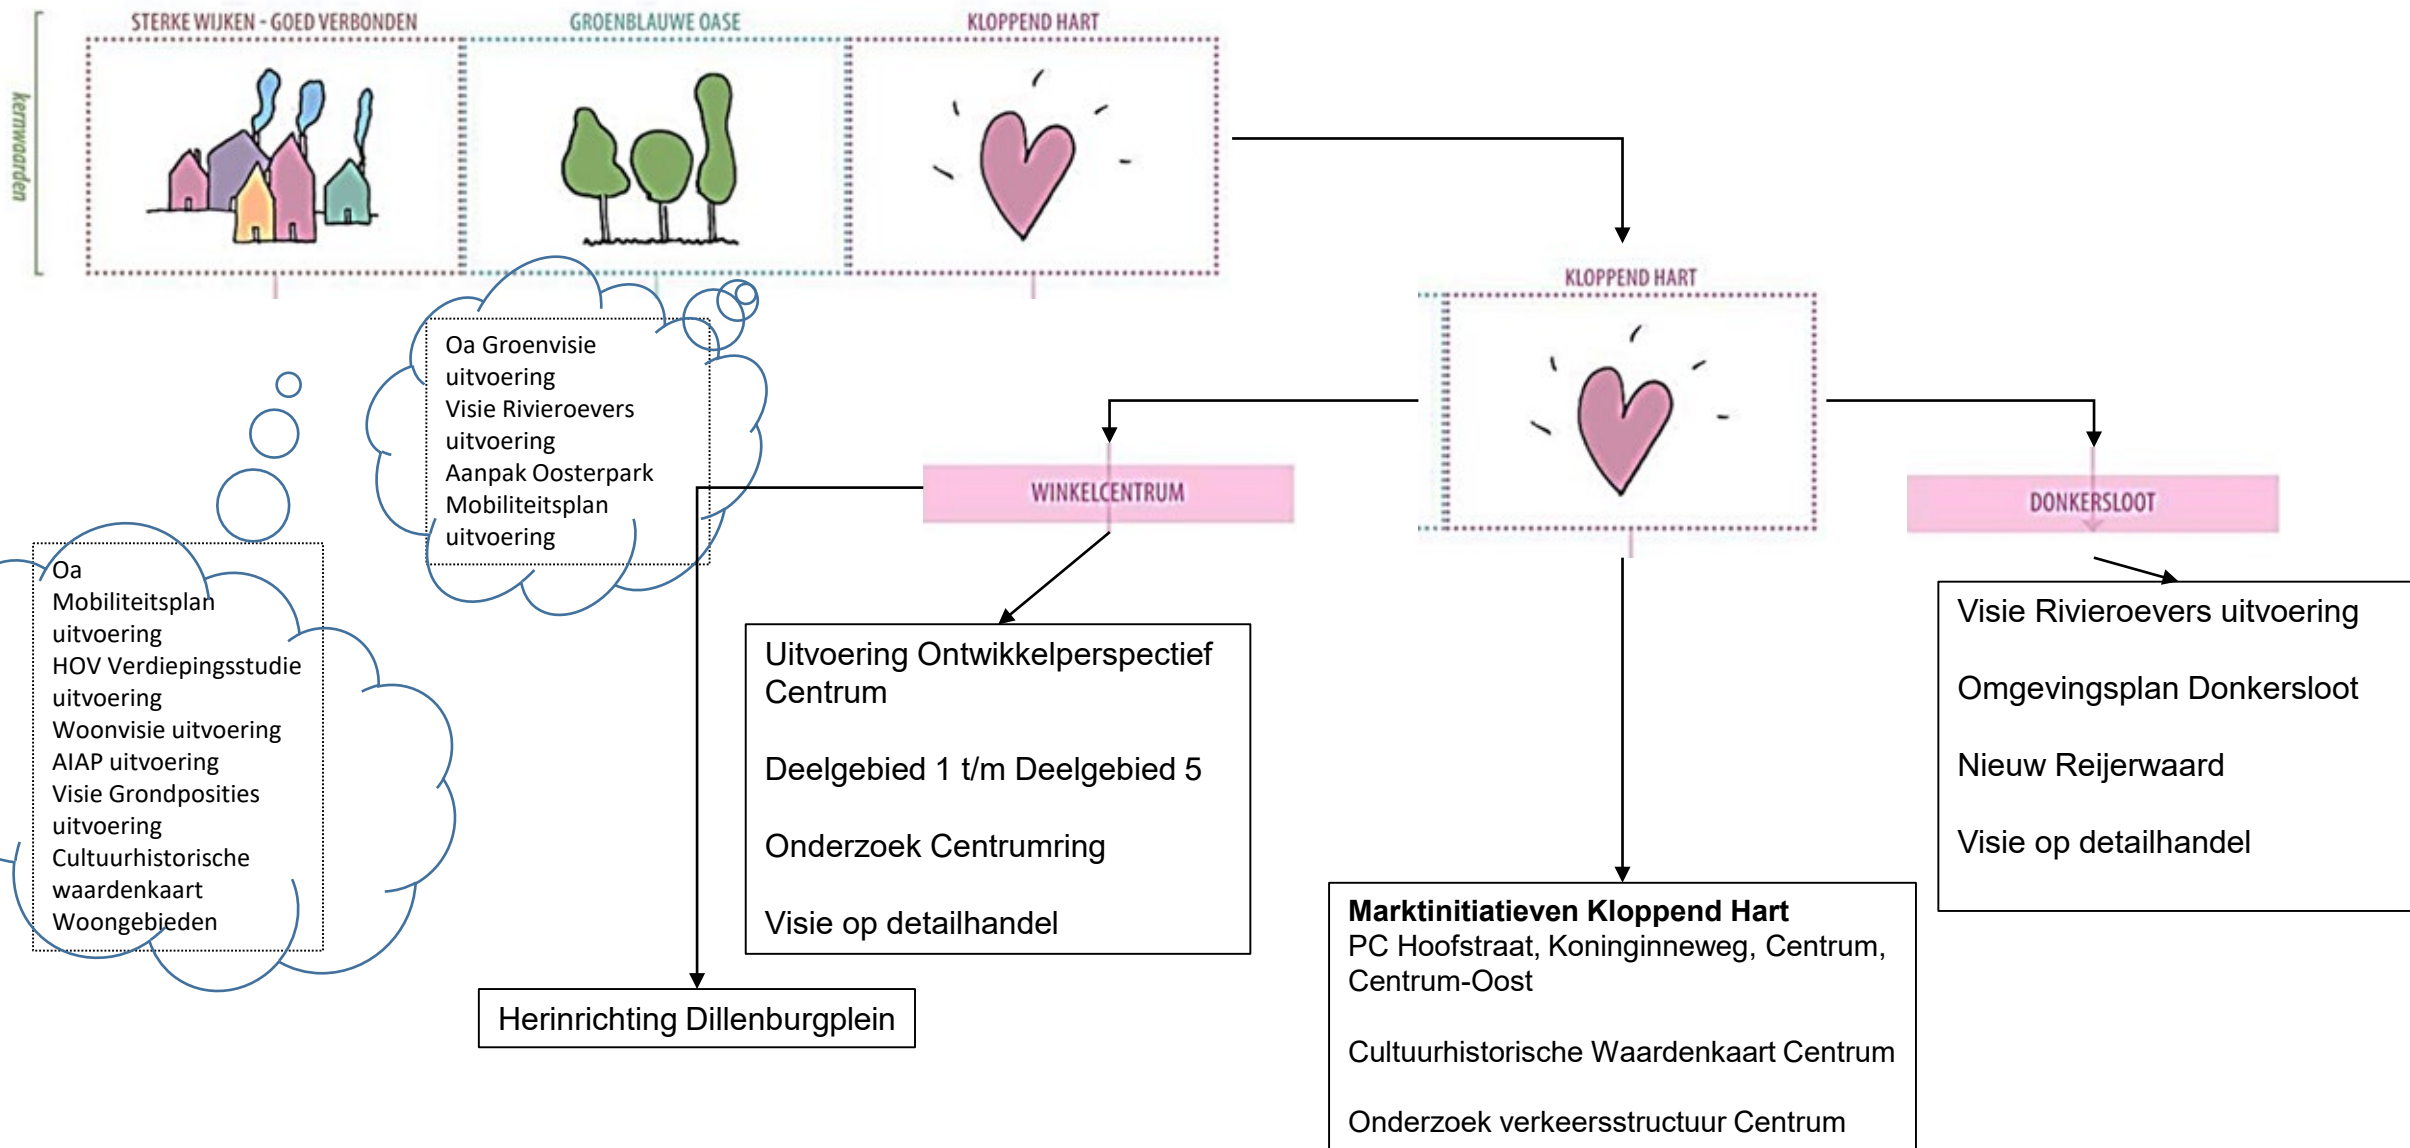 STERKE WIJKEN - GOED VERBONDEN
GROENBLAUWE OASE
KLOPPEND HART
kernwaarden
KLOPPEND HART
Oa Groenvisie
uitvoering
Visie Rivieroevers
uitvoering
Aanpak Oosterpark
Mobiliteitsplan
uitvoering
WINKELCENTRUM
DONKERSLOOT
Oa
Mobiliteitsplan
uitvoering
HOV Verdiepingsstudie
uitvoering
Woonvisie uitvoering
AIAP uitvoering
Visie Grondposities
uitvoering
Cultuurhistorische
waardenkaart
Woongebieden
Uitvoering Ontwikkelperspectief
Centrum
Deelgebied 1 t/m Deelgebied 5
Onderzoek Centrumring
Visie op detailhandel
Visie Rivieroevers uitvoering
Omgevingsplan Donkersloot
Nieuw Reijerwaard
Visie op detailhandel
Herinrichting Dillenburgplein
Marktinitiatieven Kloppend Hart
PC Hoofstraat, Koninginneweg, Centrum,
Centrum-Oost
Cultuurhistorische Waardenkaart Centrum
Onderzoek verkeersstructuur Centrum